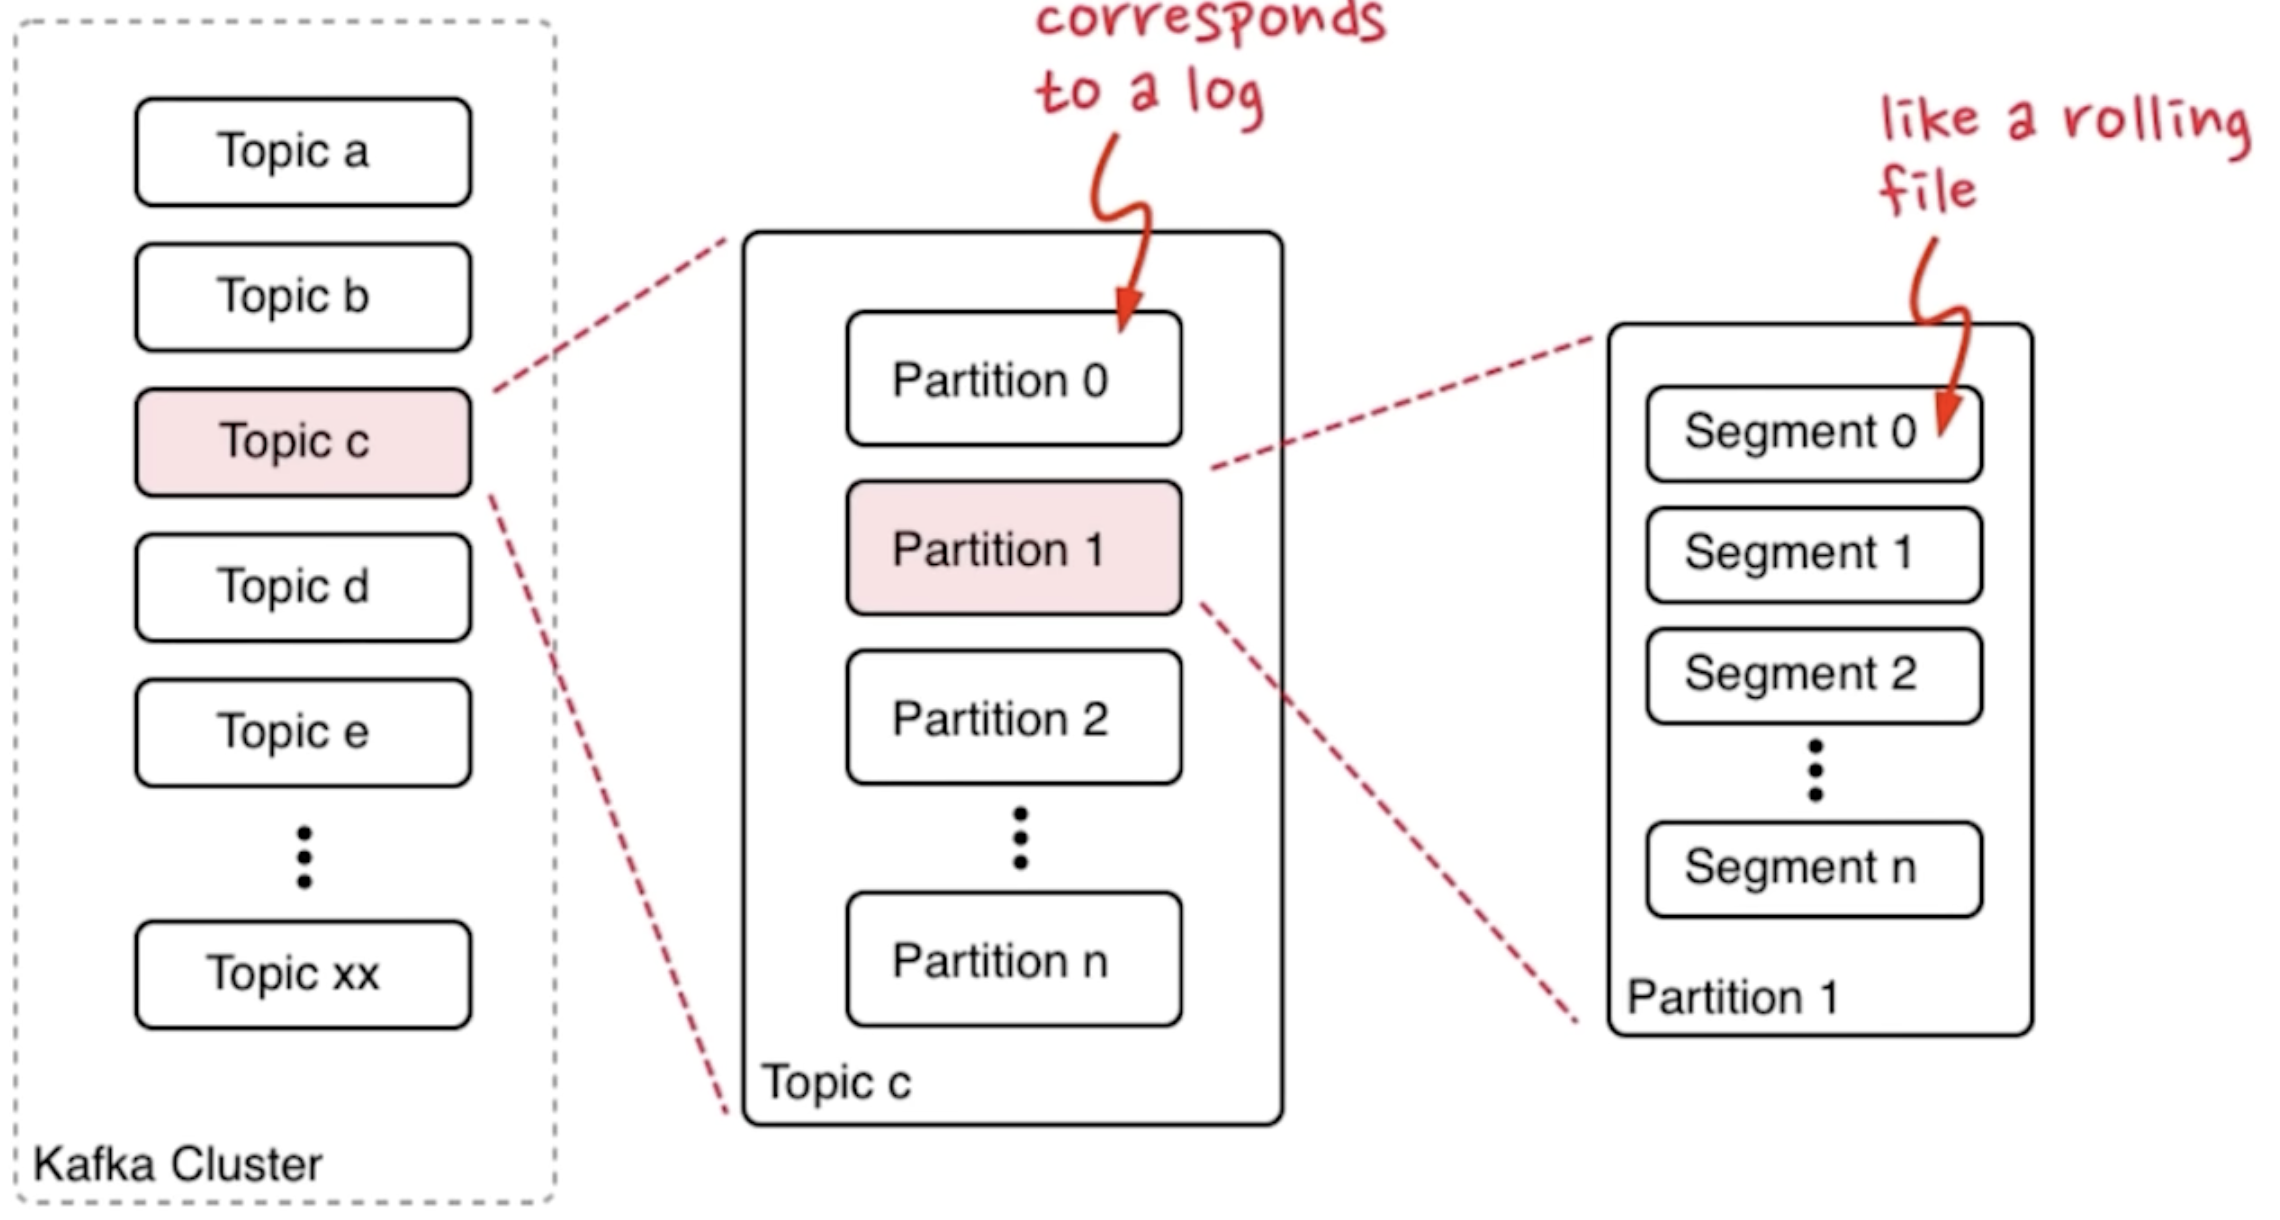 corresponds
to a log
like a rolling
file
Topic a
Topic b
Topic c
Topic d
Topic e
Topic xx
Kafka Cluster
Partition 0
Partition 1
Partition 2
Partition n
Topic c
Segment 0
Segment 1
Segment 2
Segment n
Partition 1